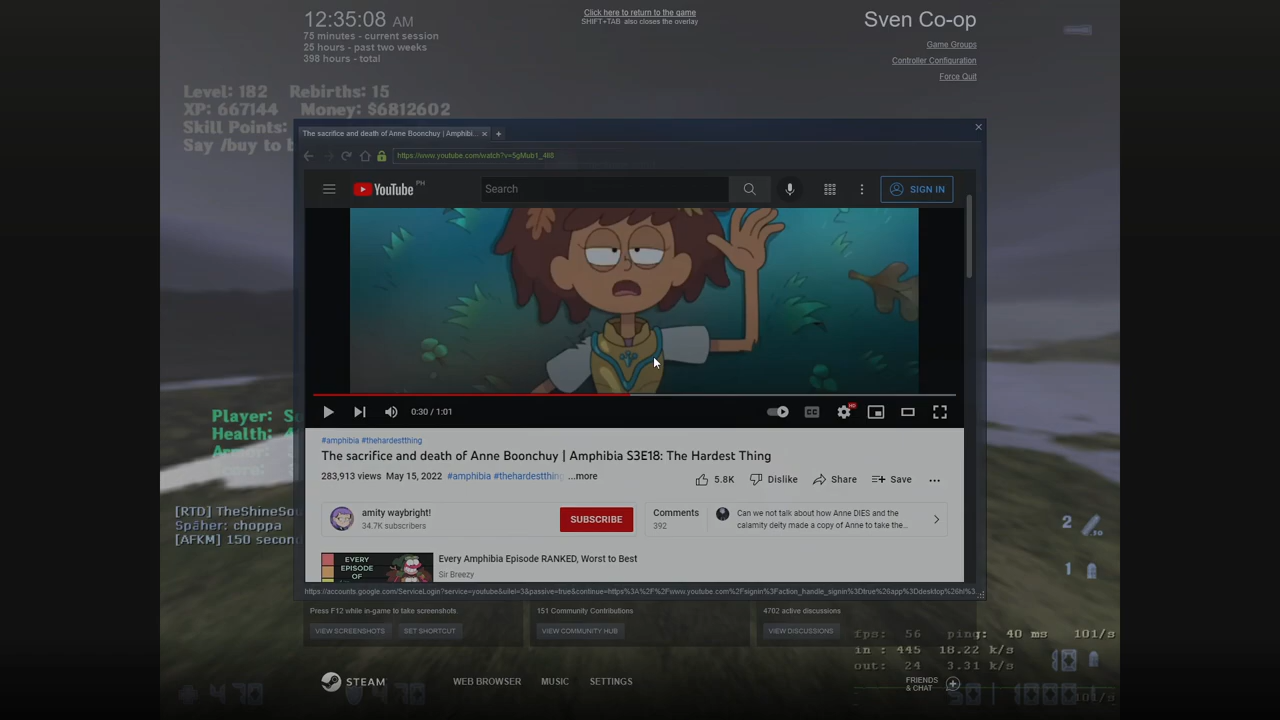 12:35:08 AM
75 minutes - current session
25 hours - past two weeks
398 hours - total
Click here to return to the game
SHIFT+TAB also closes the overlay
Sven Co-op
Game Groups
Controller Configuration
Force Quit
Level: 182 Rebirths: 15
XP: 667144 Money: $6812602
Skill Points:
Say /buy to
The sacrifice and death of Anne Boonchuy | Amphibi...
YouTube PH
Search
SIGN IN
0:30 / 1:01
CC
HD
#amphibia #thehardestthing
The sacrifice and death of Anne Boonchuy | Amphibia S3E18: The Hardest Thing
283,913 views May 15, 2022 #amphibia #thehardestthing ...more
5.8K Dislike Share Save
amity waybright!
34.7K subscribers
SUBSCRIBE
Comments
392
Can we not talk about how Anne DIES and the
calamity deity made a copy of Anne to take the...
EVERY
EPISODE
OF
Every Amphibia Episode RANKED, Worst to Best
Sir Breezy
Player:
Health:
[RTD]
Späher: choppa
[AFKM] 150
2
1
Press F12 while in-game to take screenshots.
VIEW SCREENSHOTS
SET SHORTCUT
151 Community Contributions
VIEW COMMUNITY HUB
4702 active discussions
VIEW DISCUSSIONS
fps: 56 ping: 40 ms 101/s
in : 445 18.22 k/s
out: 24 3.31 k/s
STEAM
WEB BROWSER
MUSIC
SETTINGS
FRIENDS
& CHAT